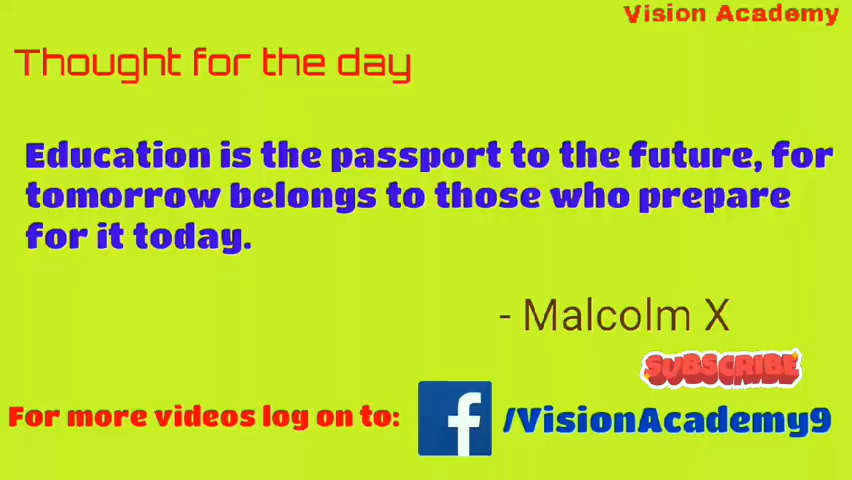 Vision Academy
Thought for the day
Education is the passport to the future, for
tomorrow belongs to those who prepare
for it today.
- Malcolm X
SUBSCRIBE
For more videos log on to: f /VisionAcademy9